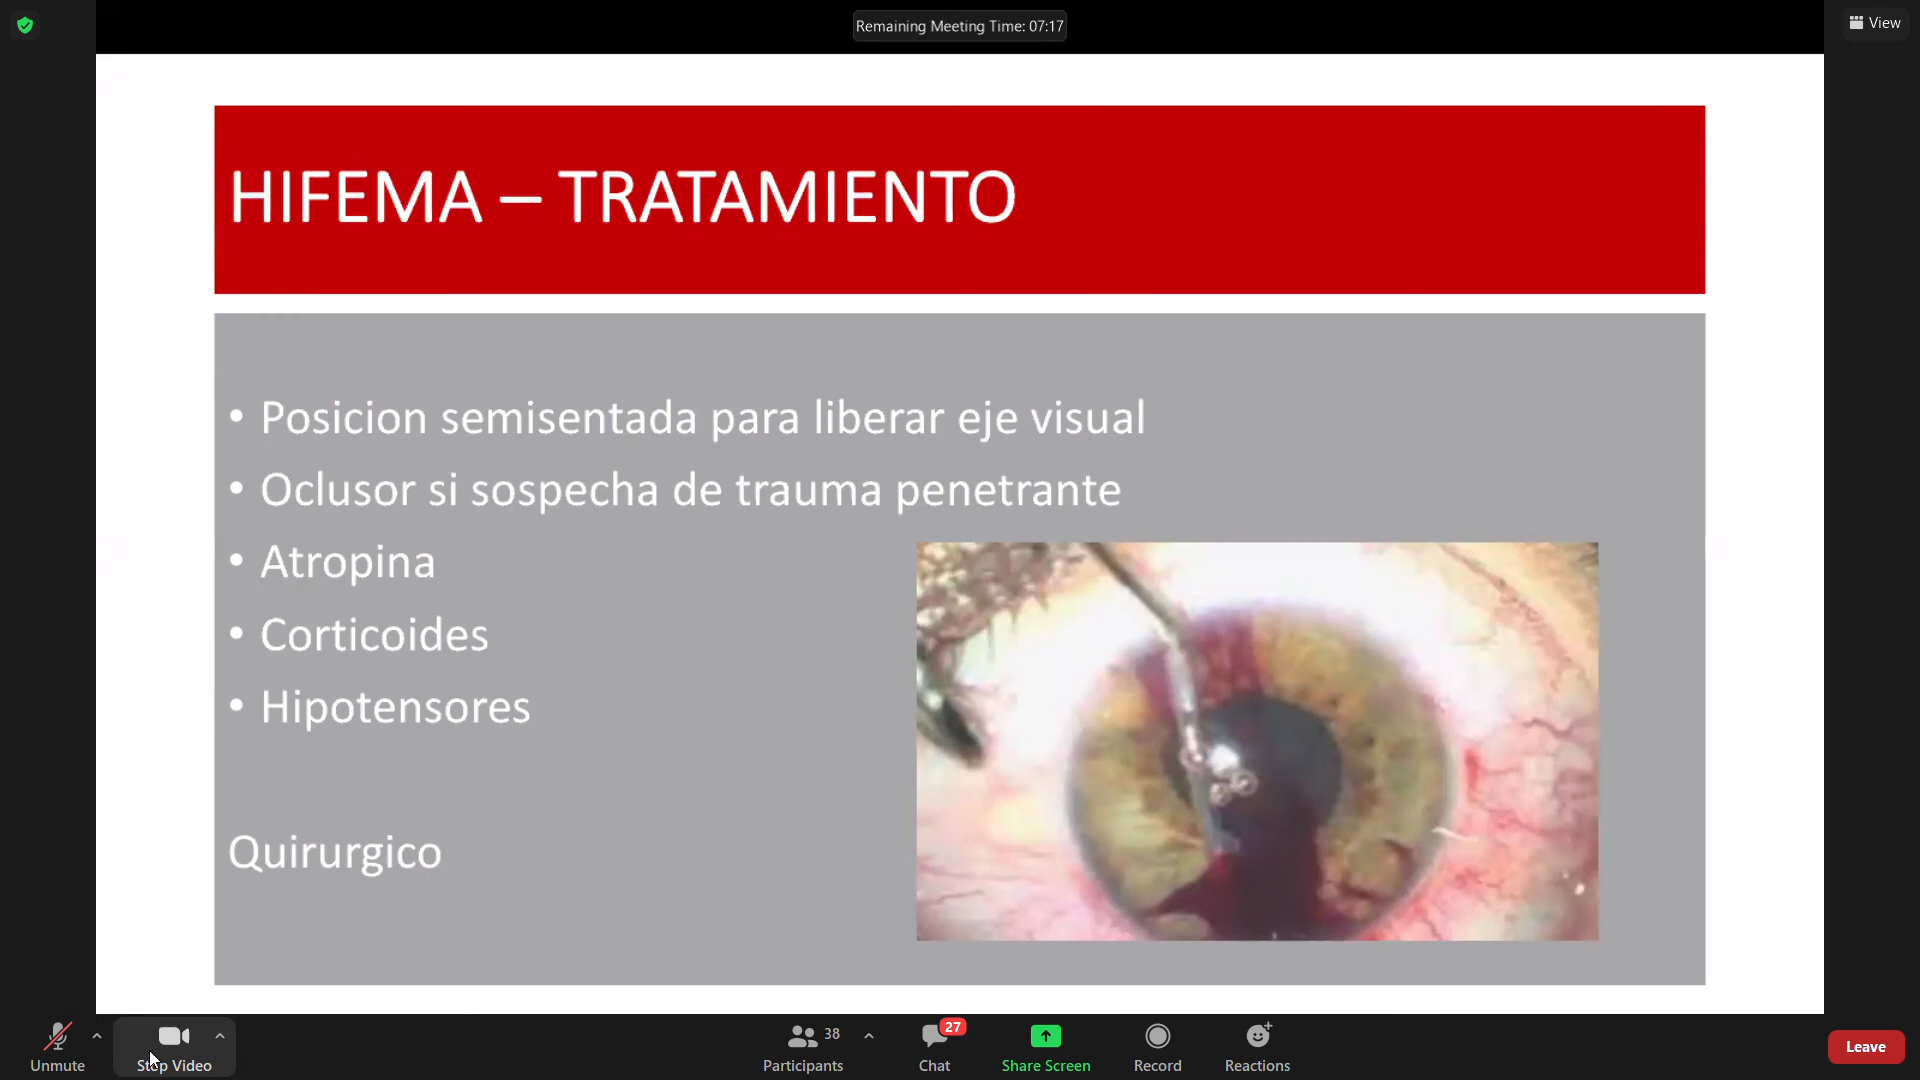 Remaining Meeting Time: 07:17
View
HIFEMA – TRATAMIENTO
• Posicion semisentada para liberar eje visual
• Oclusor si sospecha de trauma penetrante
• Atropina
• Corticoides
• Hipotensores
Quirurgico
Unmute
Stop Video
38
Participants
27
Chat
Share Screen
Record
Reactions
Leave